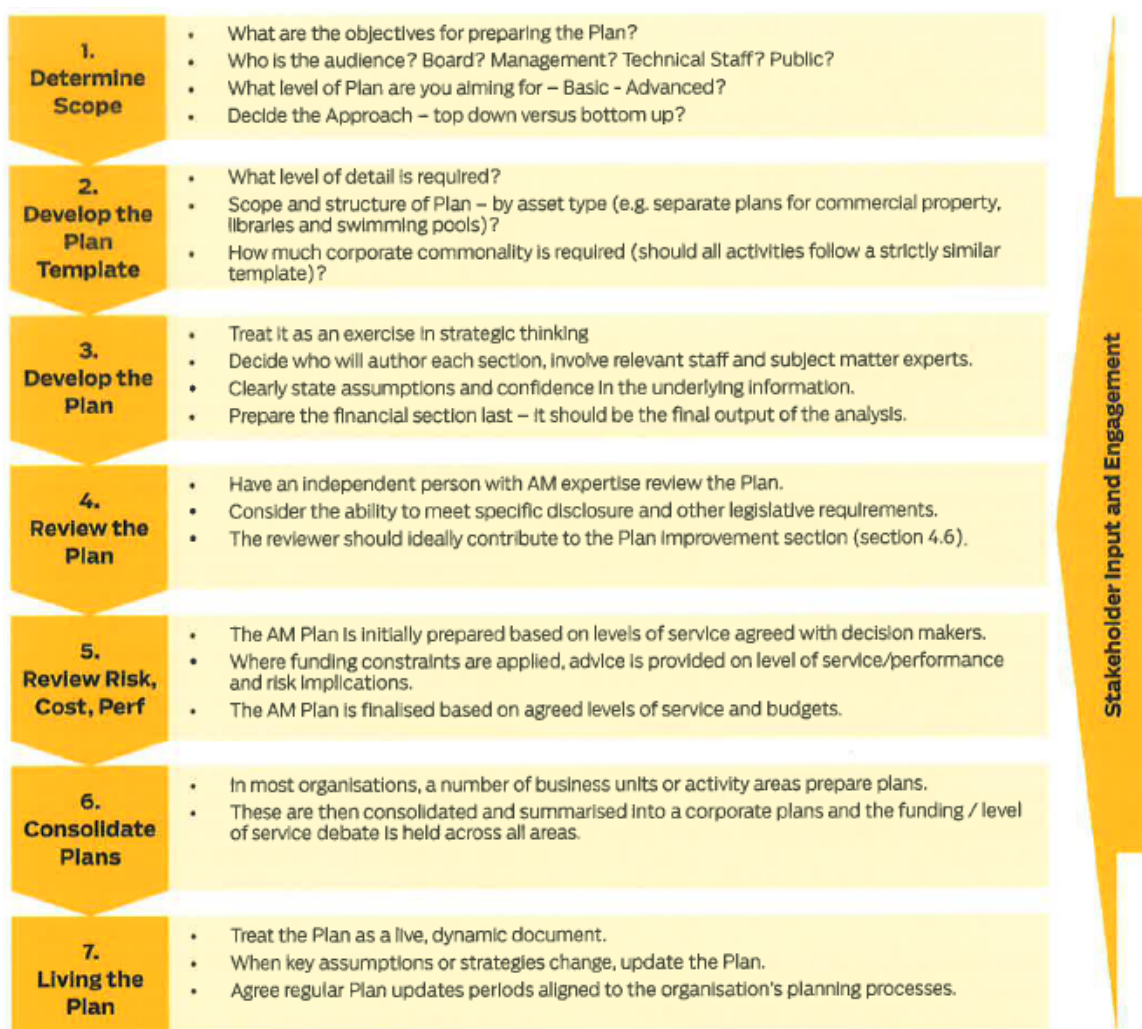 1.
Determine
Scope
• What are the objectives for preparing the Plan?
• Who is the audience? Board? Management? Technical Staff? Public?
• What level of Plan are you aiming for – Basic - Advanced?
• Decide the Approach – top down versus bottom up?
2.
Develop the
Plan
Template
• What level of detail is required?
• Scope and structure of Plan – by asset type (e.g. separate plans for commercial property,
libraries and swimming pools)?
• How much corporate commonality is required (should all activities follow a strictly similar
template)?
3.
Develop the
Plan
• Treat it as an exercise in strategic thinking
• Decide who will author each section, involve relevant staff and subject matter experts.
• Clearly state assumptions and confidence in the underlying information.
• Prepare the financial section last – it should be the final output of the analysis.
4.
Review the
Plan
• Have an independent person with AM expertise review the Plan.
• Consider the ability to meet specific disclosure and other legislative requirements.
• The reviewer should ideally contribute to the Plan Improvement section (section 4.6).
5.
Review Risk,
Cost, Perf
• The AM Plan is initially prepared based on levels of service agreed with decision makers.
• Where funding constraints are applied, advice is provided on level of service/performance
and risk implications.
• The AM Plan is finalised based on agreed levels of service and budgets.
6.
Consolidate
Plans
• In most organisations, a number of business units or activity areas prepare plans.
• These are then consolidated and summarised into a corporate plans and the funding / level
of service debate is held across all areas.
7.
Living the
Plan
• Treat the Plan as a live, dynamic document.
• When key assumptions or strategies change, update the Plan.
• Agree regular Plan updates periods aligned to the organisation's planning processes.
Stakeholder Input and Engagement